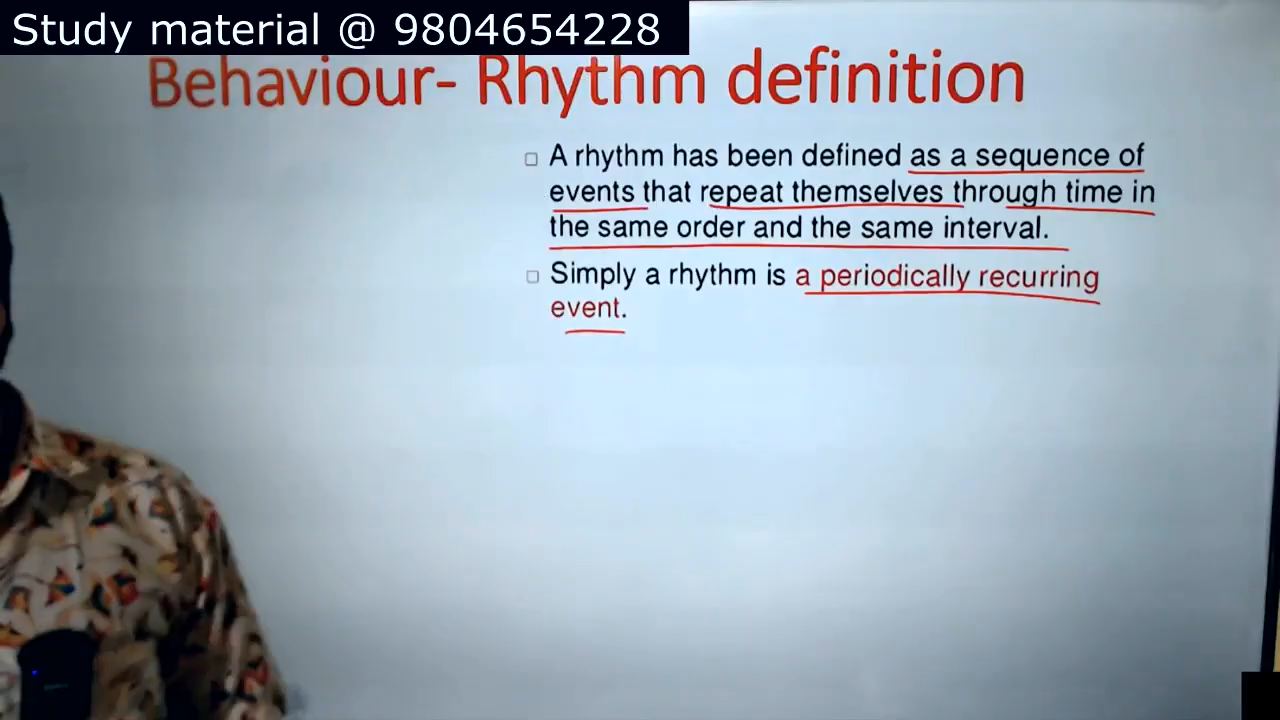 Study material @ 9804654228
Behaviour- Rhythm definition
A rhythm has been defined as a sequence of
events that repeat themselves through time in
the same order and the same interval.
Simply a rhythm is a periodically recurring
event.